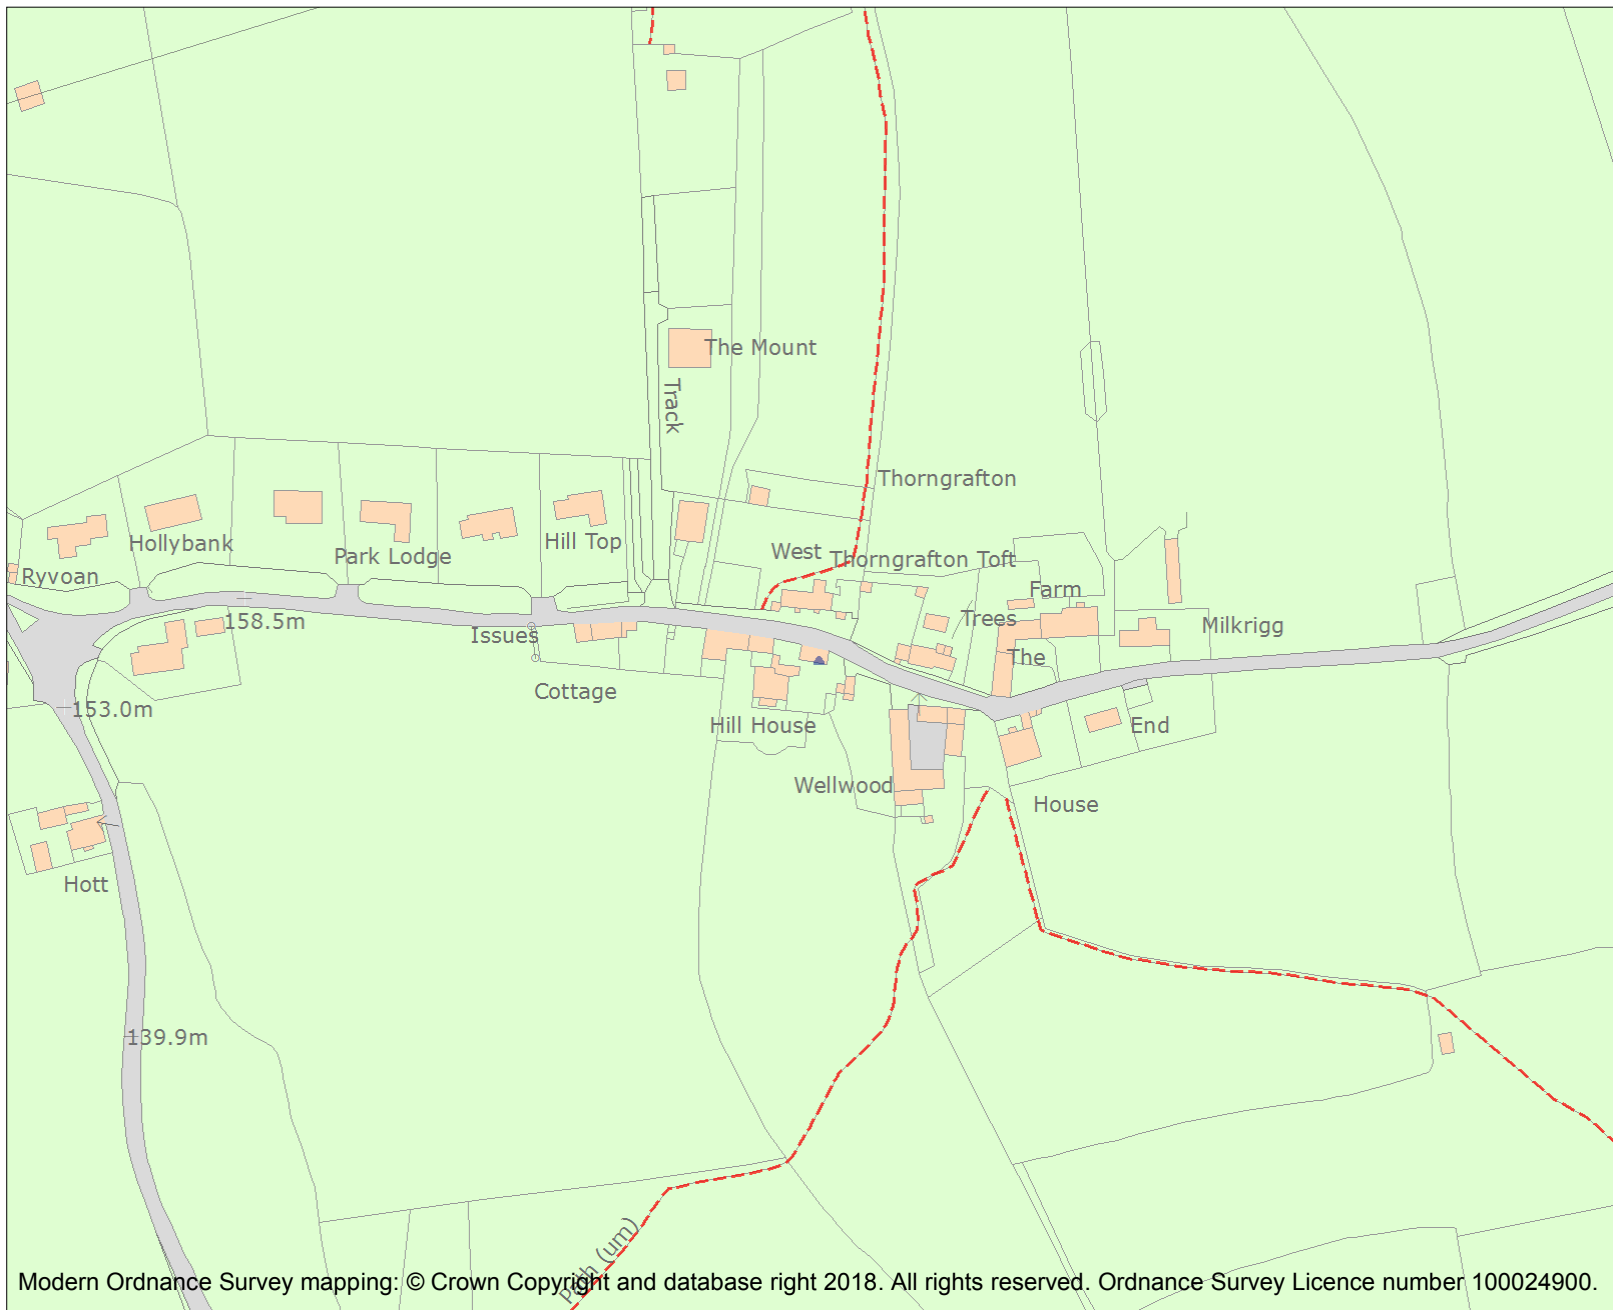 The Mount
Track
Thorngrafton
Hollybank
Park Lodge
Hill Top
West
Thorngrafton Toft
Ryvoan
Farm
158.5m
Issues
Trees
Milkrigg
The
153.0m
Cottage
Hill House
End
Wellwood
House
Hott
139.9m
Path (um)
Modern Ordnance Survey mapping: © Crown Copyright and database right 2018. All rights reserved. Ordnance Survey Licence number 100024900.